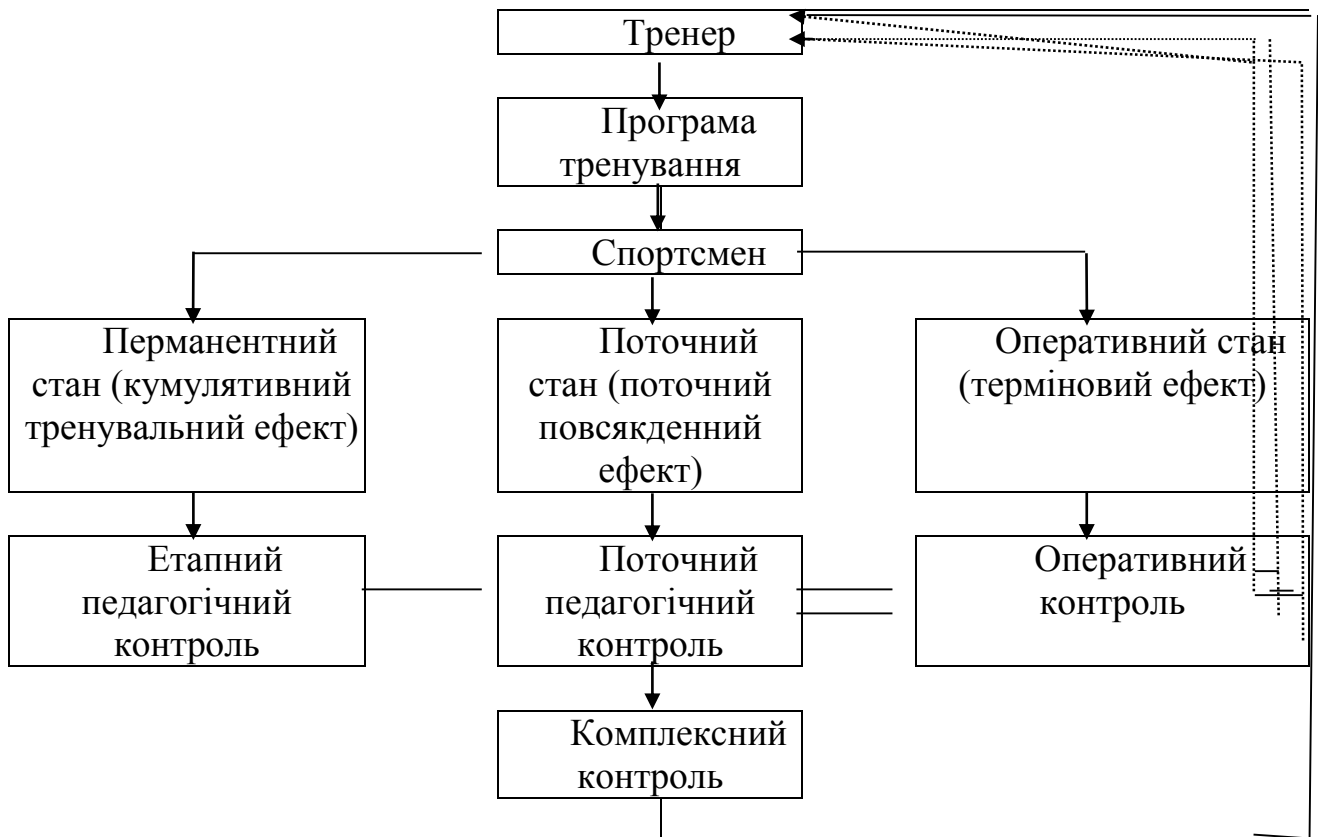 Тренер
Програма
тренування
Спортсмен
Перманентний
стан (кумулятивний
тренувальний ефект)
Поточний
стан (поточний
повсякденний
ефект)
Оперативний стан
(терміновий ефект)
Етапний
педагогічний
контроль
Поточний
педагогічний
контроль
Оперативний
контроль
Комплексний
контроль